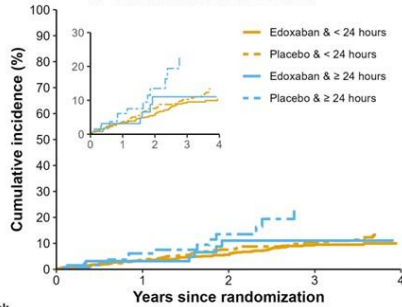 100
90
80
70
60
50
40
30
20
10
0
Cumulative incidence (%)
30
20
10
0
0 1 2 3 4
Edoxaban & < 24 hours
Placebo & < 24 hours
Edoxaban & ≥ 24 hours
Placebo & ≥ 24 hours
0 1 2 3 4
Years since randomization